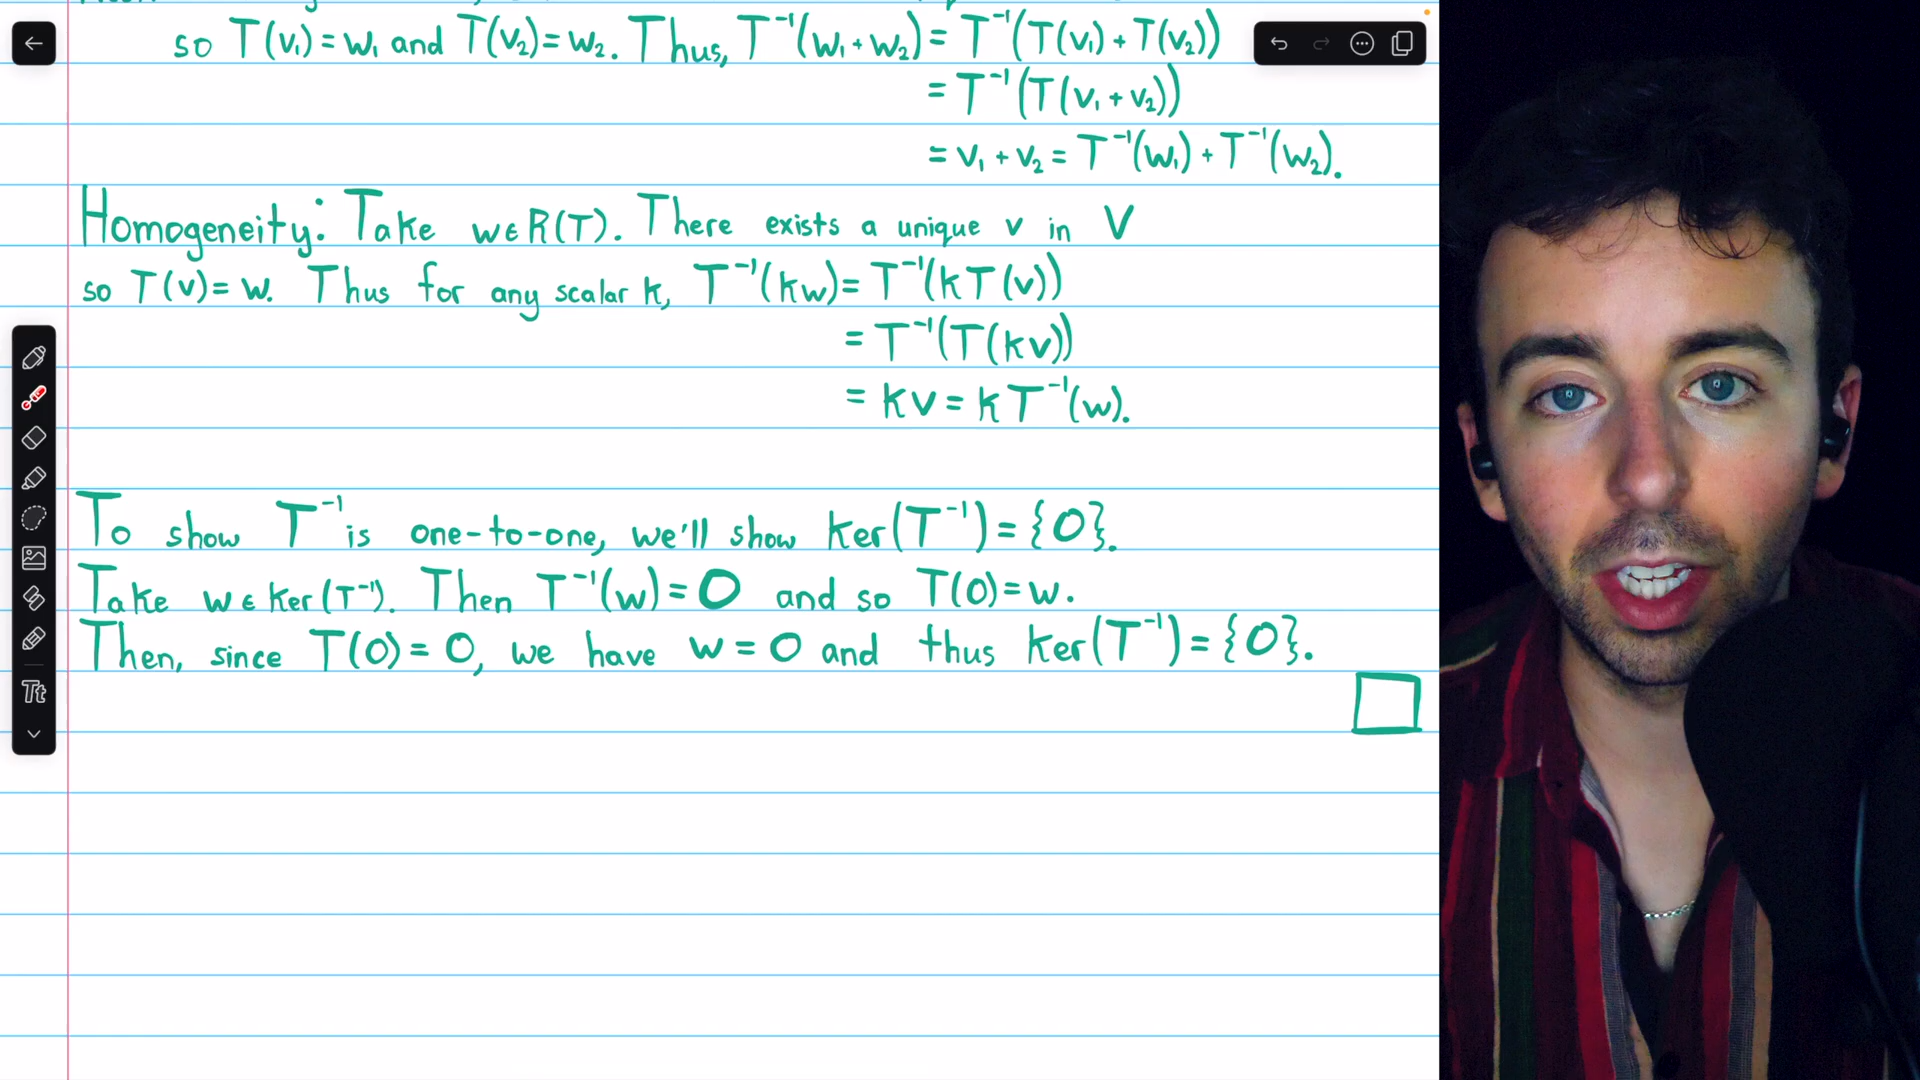 so T(v₁)=w₁ and T(v₂)=w₂. Thus, T⁻¹(w₁+w₂)= T⁻¹(T(v₁)+T(v₂))
= T⁻¹(T(v₁+v₂))
= v₁+v₂ = T⁻¹(w₁)+T⁻¹(w₂).
Homogeneity: Take w∈R(T). There exists a unique v in V
so T(v)=w. Thus for any scalar k, T⁻¹(kw)= T⁻¹(kT(v))
= T⁻¹(T(kv))
= kv = kT⁻¹(w).
To show T⁻¹ is one-to-one, we'll show ker(T⁻¹)={0}.
Take w∈ker(T⁻¹). Then T⁻¹(w)=0 and so T(0)=w.
Then, since T(0)=0, we have w=0 and thus ker(T⁻¹)={0}.
Tt